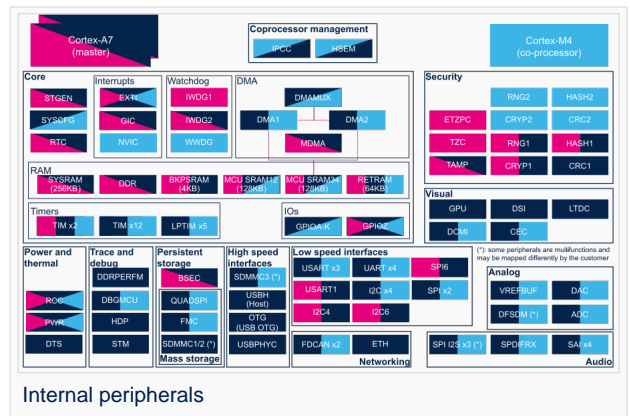 Cortex-A7
(master)
Coprocessor management
IPCC
HSEM
Cortex-M4
(co-processor)
Core
STGEN
SYSCFG
RTC
Interrupts
EXTI
GIC
NVIC
Watchdog
IWDG1
IWDG2
WWDG
DMA
DMAMUX
DMA1
DMA2
MDMA
RAM
SYSRAM
(256KB)
DDR
BKPSRAM
(4KB)
MCU SRAM12
(128KB)
MCU SRAM34
(128KB)
RETRAM
(64KB)
Timers
TIM x2
TIM x12
LPTIM x5
IOs
GPIOA-K
GPIOZ
Security
RNG2
HASH2
ETZPC
CRYP2
CRC2
TZC
RNG1
HASH1
TAMP
CRYP1
CRC1
Visual
GPU
DSI
LTDC
DCMI
CEC
(*): some peripherals are multifunctions and
may be mapped differently by the customer
Power and
thermal
ROC
PWR
DTS
Trace and
debug
DDRPERFM
DBGMCU
HDP
STM
Persistent
storage
BSEC
QUADSPI
FMC
SDMMC1/2 (*)
Mass storage
High speed
interfaces
SDMMC3 (*)
USBH
(Host)
OTG
(USB OTG)
USBPHYC
Low speed interfaces
USART x3
UART x4
SPI6
USART1
I2C x4
SPI x2
I2C4
I2C6
FDCAN x2
ETH
Networking
Analog
VREFBUF
DAC
DFSDM (*)
ADC
SPI I2S x3 (*)
SPDIFRX
SAI x4
Audio
Internal peripherals